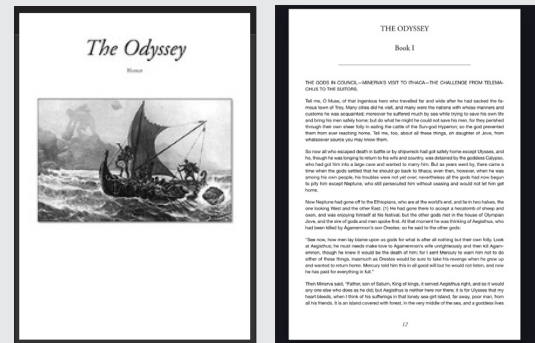 The Odyssey
Homer
THE ODYSSEY
Book I
THE GODS IN COUNCIL—MINERVA'S VISIT TO ITHACA—THE CHALLENGE FROM TELEMA-
CHUS TO THE SUITORS.
Tell me, O Muse, of that ingenious hero who travelled far and wide after he had sacked the fa-
mous town of Troy. Many cities did he visit, and many were the nations with whose manners and
customs he was acquainted; moreover he suffered much by sea while trying to save his own life
and bring his men safely home; but do what he might he could not save his men, for they perished
through their own sheer folly in eating the cattle of the Sun-god Hyperion; so the god prevented
them from ever reaching home. Tell me, too, about all these things, oh daughter of Jove, from
whatsoever source you may know them.
So now all who escaped death in battle or by shipwreck had got safely home except Ulysses, and
he, though he was longing to return to his wife and country, was detained by the goddess Calypso,
who had got him into a large cave and wanted to marry him. But as years went by, there came a
time when the gods settled that he should go back to Ithaca; even then, however, when he was
among his own people, his troubles were not yet over; nevertheless all the gods had now begun
to pity him except Neptune, who still persecuted him without ceasing and would not let him get
home.
Now Neptune had gone off to the Ethiopians, who are at the world's end, and lie in two halves, the
one looking West and the other East. (1) He had gone there to accept a hecatomb of sheep and
oxen, and was enjoying himself at his festival; but the other gods met in the house of Olympian
Jove, and the sire of gods and men spoke first. At that moment he was thinking of Aegisthus, who
had been killed by Agamemnon's son Orestes; so he said to the other gods:
"See now, how men lay blame upon us gods for what is after all nothing but their own folly. Look
at Aegisthus; he must needs make love to Agamemnon's wife unrighteously and then kill Agam-
emnon, though he knew it would be the death of him; for I sent Mercury to warn him not to do
either of these things, inasmuch as Orestes would be sure to take his revenge when he grew up
and wanted to return home. Mercury told him this in all good will but he would not listen, and now
he has paid for everything in full."
Then Minerva said, "Father, son of Saturn, King of kings, it served Aegisthus right, and so it would
any one else who does as he did; but Aegisthus is neither here nor there; it is for Ulysses that my
heart bleeds, when I think of his sufferings in that lonely sea-girt island, far away, poor man, from
all his friends. It is an island covered with forest, in the very middle of the sea, and a goddess lives
12